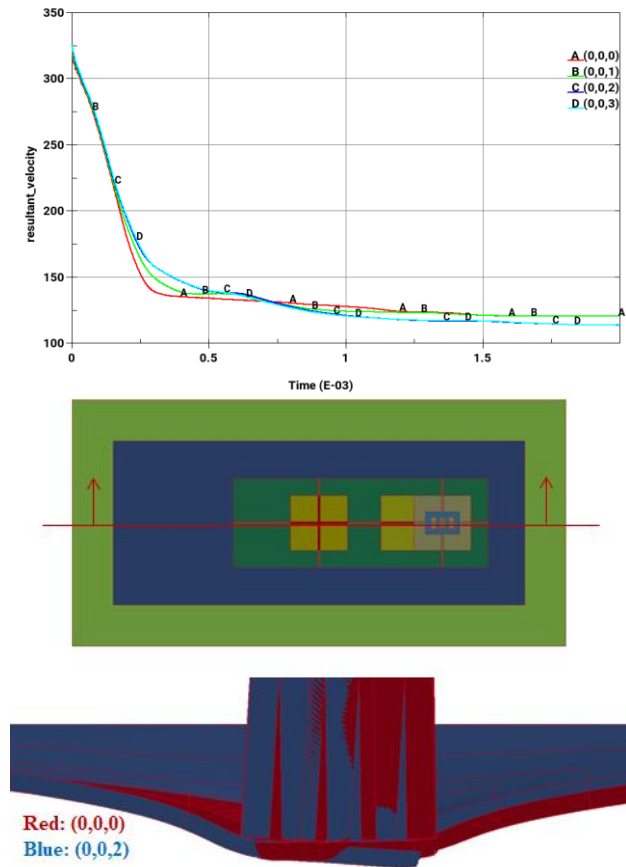 350
300
250
200
150
100
resultant_velocity
A (0,0,0)
B (0,0,1)
C (0,0,2)
D (0,0,3)
B
C
D
A B C D A B C D A B C D A B C D A
0 0.5 1 1.5
Time (E-03)
Red: (0,0,0)
Blue: (0,0,2)